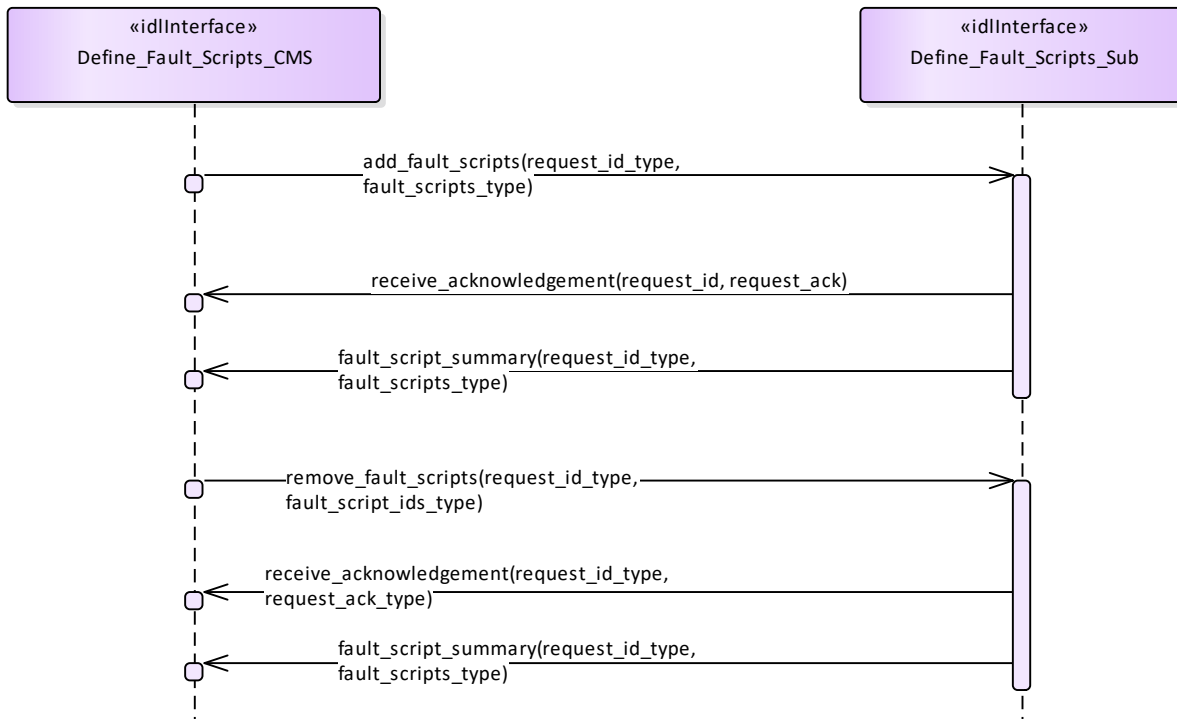 «idlInterface»
Define_Fault_Scripts_CMS
«idlInterface»
Define_Fault_Scripts_Sub
add_fault_scripts(request_id_type,
fault_scripts_type)
receive_acknowledgement(request_id, request_ack)
fault_script_summary(request_id_type,
fault_scripts_type)
remove_fault_scripts(request_id_type,
fault_script_ids_type)
receive_acknowledgement(request_id_type,
request_ack_type)
fault_script_summary(request_id_type,
fault_scripts_type)